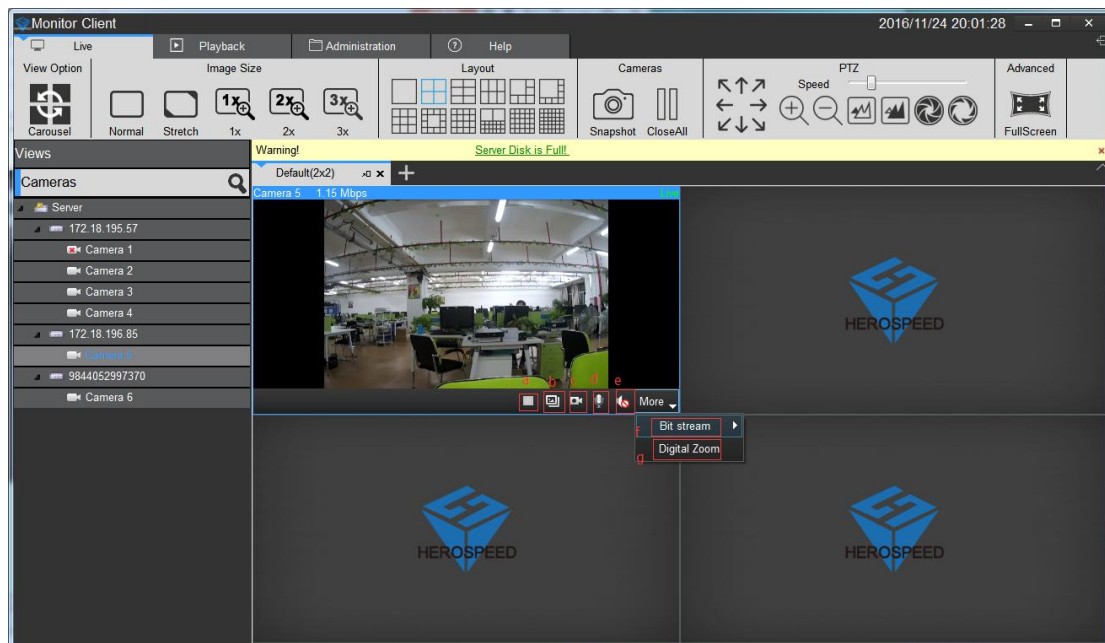 Monitor Client 2016/11/24 20:01:28
Live Playback Administration Help
View Option Image Size Layout Cameras PTZ Advanced
Speed
1x 2x 3x
Carousel Normal Stretch 1x 2x 3x Snapshot CloseAll FullScreen
Views Warning! Server Disk is Full!
Cameras Default(2x2)
Camera 5 1.15 Mbps Live
Server
172.18.195.57
Camera 1
Camera 2
Camera 3
Camera 4
172.18.196.85
Camera 5
9844052997370
Camera 6
HEROSPEED
a b c d e
More
f Bit stream
g Digital Zoom
HEROSPEED HEROSPEED